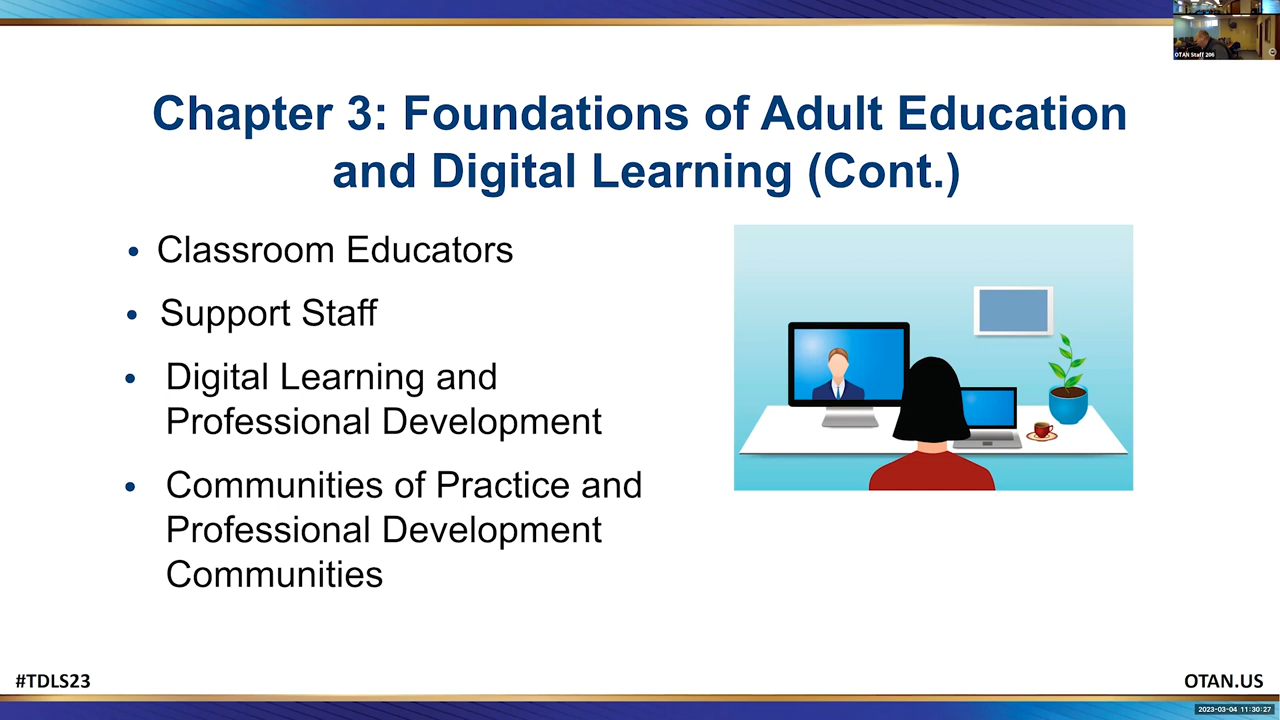 OTAN Staff 206
Chapter 3: Foundations of Adult Education
and Digital Learning (Cont.)
• Classroom Educators
• Support Staff
• Digital Learning and
Professional Development
• Communities of Practice and
Professional Development
Communities
#TDLS23
OTAN.US
2023-03-04 11:30:27